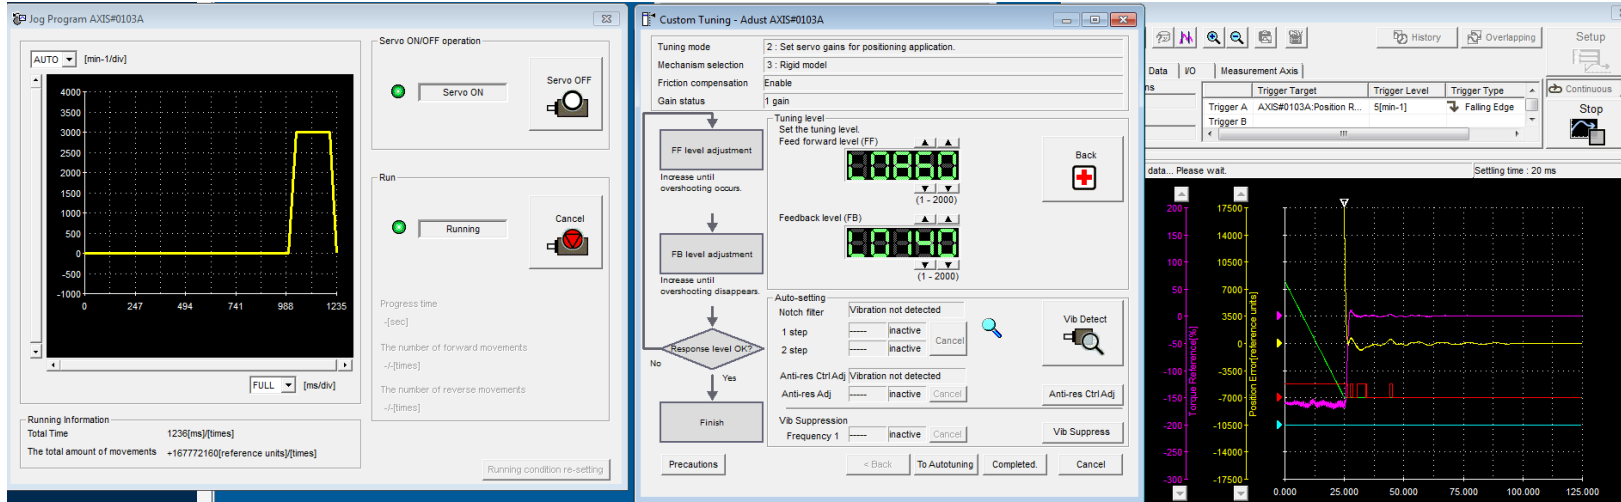 Jog Program AXIS#0103A
AUTO
[min-1/div]
4000
3500
3000
2500
2000
1500
1000
500
0
-500
-1000
0 247 494 741 988 1235
FULL [ms/div]
Running Information
Total Time 1236[ms]/[times]
The total amount of movements +167772160[reference units]/[times]
Servo ON/OFF operation
Servo ON
Servo OFF
Run
Running
Cancel
Progress time
-[sec]
The number of forward movements
-/-[times]
The number of reverse movements
-/-[times]
Running condition re-setting
Custom Tuning - Adust AXIS#0103A
Tuning mode 2 : Set servo gains for positioning application.
Mechanism selection 3 : Rigid model
Friction compensation Enable
Gain status 1 gain
FF level adjustment
Increase until
overshooting occurs.
FB level adjustment
Increase until
overshooting disappears.
Response level OK?
No
Yes
Finish
Tuning level
Set the tuning level.
Feed forward level (FF)
L0860
(1 - 2000)
Feedback level (FB)
L0140
(1 - 2000)
Back
Auto-setting
Notch filter Vibration not detected
1 step ----- inactive
2 step ----- inactive
Cancel
Vib Detect
Anti-res Ctrl Adj Vibration not detected
Anti-res Adj ----- inactive Cancel
Anti-res Ctrl Adj
Vib Suppression
Frequency 1 ----- inactive Cancel
Vib Suppress
Precautions
< Back
To Autotuning
Completed.
Cancel
CSV
History
Overlapping
Setup
Data I/O Measurement Axis
ns
Trigger Target Trigger Level Trigger Type
Trigger A AXIS#0103A:Position R... 5[min-1] Falling Edge
Trigger B
Continuous
Stop
data... Please wait.
Settling time : 20 ms
200
150
100
50
0
-50
-100
-150
-200
-250
-300
Torque Reference[%]
17500
14000
10500
7000
3500
0
-3500
-7000
-10500
-14000
-17500
Position Error[reference units]
0.000 25.000 50.000 75.000 100.000 125.000